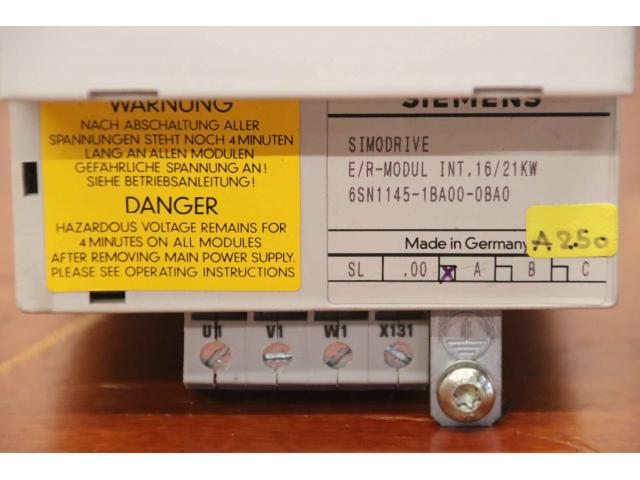 WARNUNG
NACH ABSCHALTUNG ALLER
SPANNUNGEN STEHT NOCH 4 MINUTEN
LANG AN ALLEN MODULEN
GEFÄHRLICHE SPANNUNG AN!
SIEHE BETRIEBSANLEITUNG!
DANGER
HAZARDOUS VOLTAGE REMAINS FOR
4 MINUTES ON ALL MODULES
AFTER REMOVING MAIN POWER SUPPLY.
PLEASE SEE OPERATING INSTRUCTIONS
SIEMENS
SIMODRIVE
E/R-MODUL INT.16/21KW
6SN1145-1BA00-0BA0
Made in Germany
A 250
SL .00 A B C
U1 V1 W1 X131